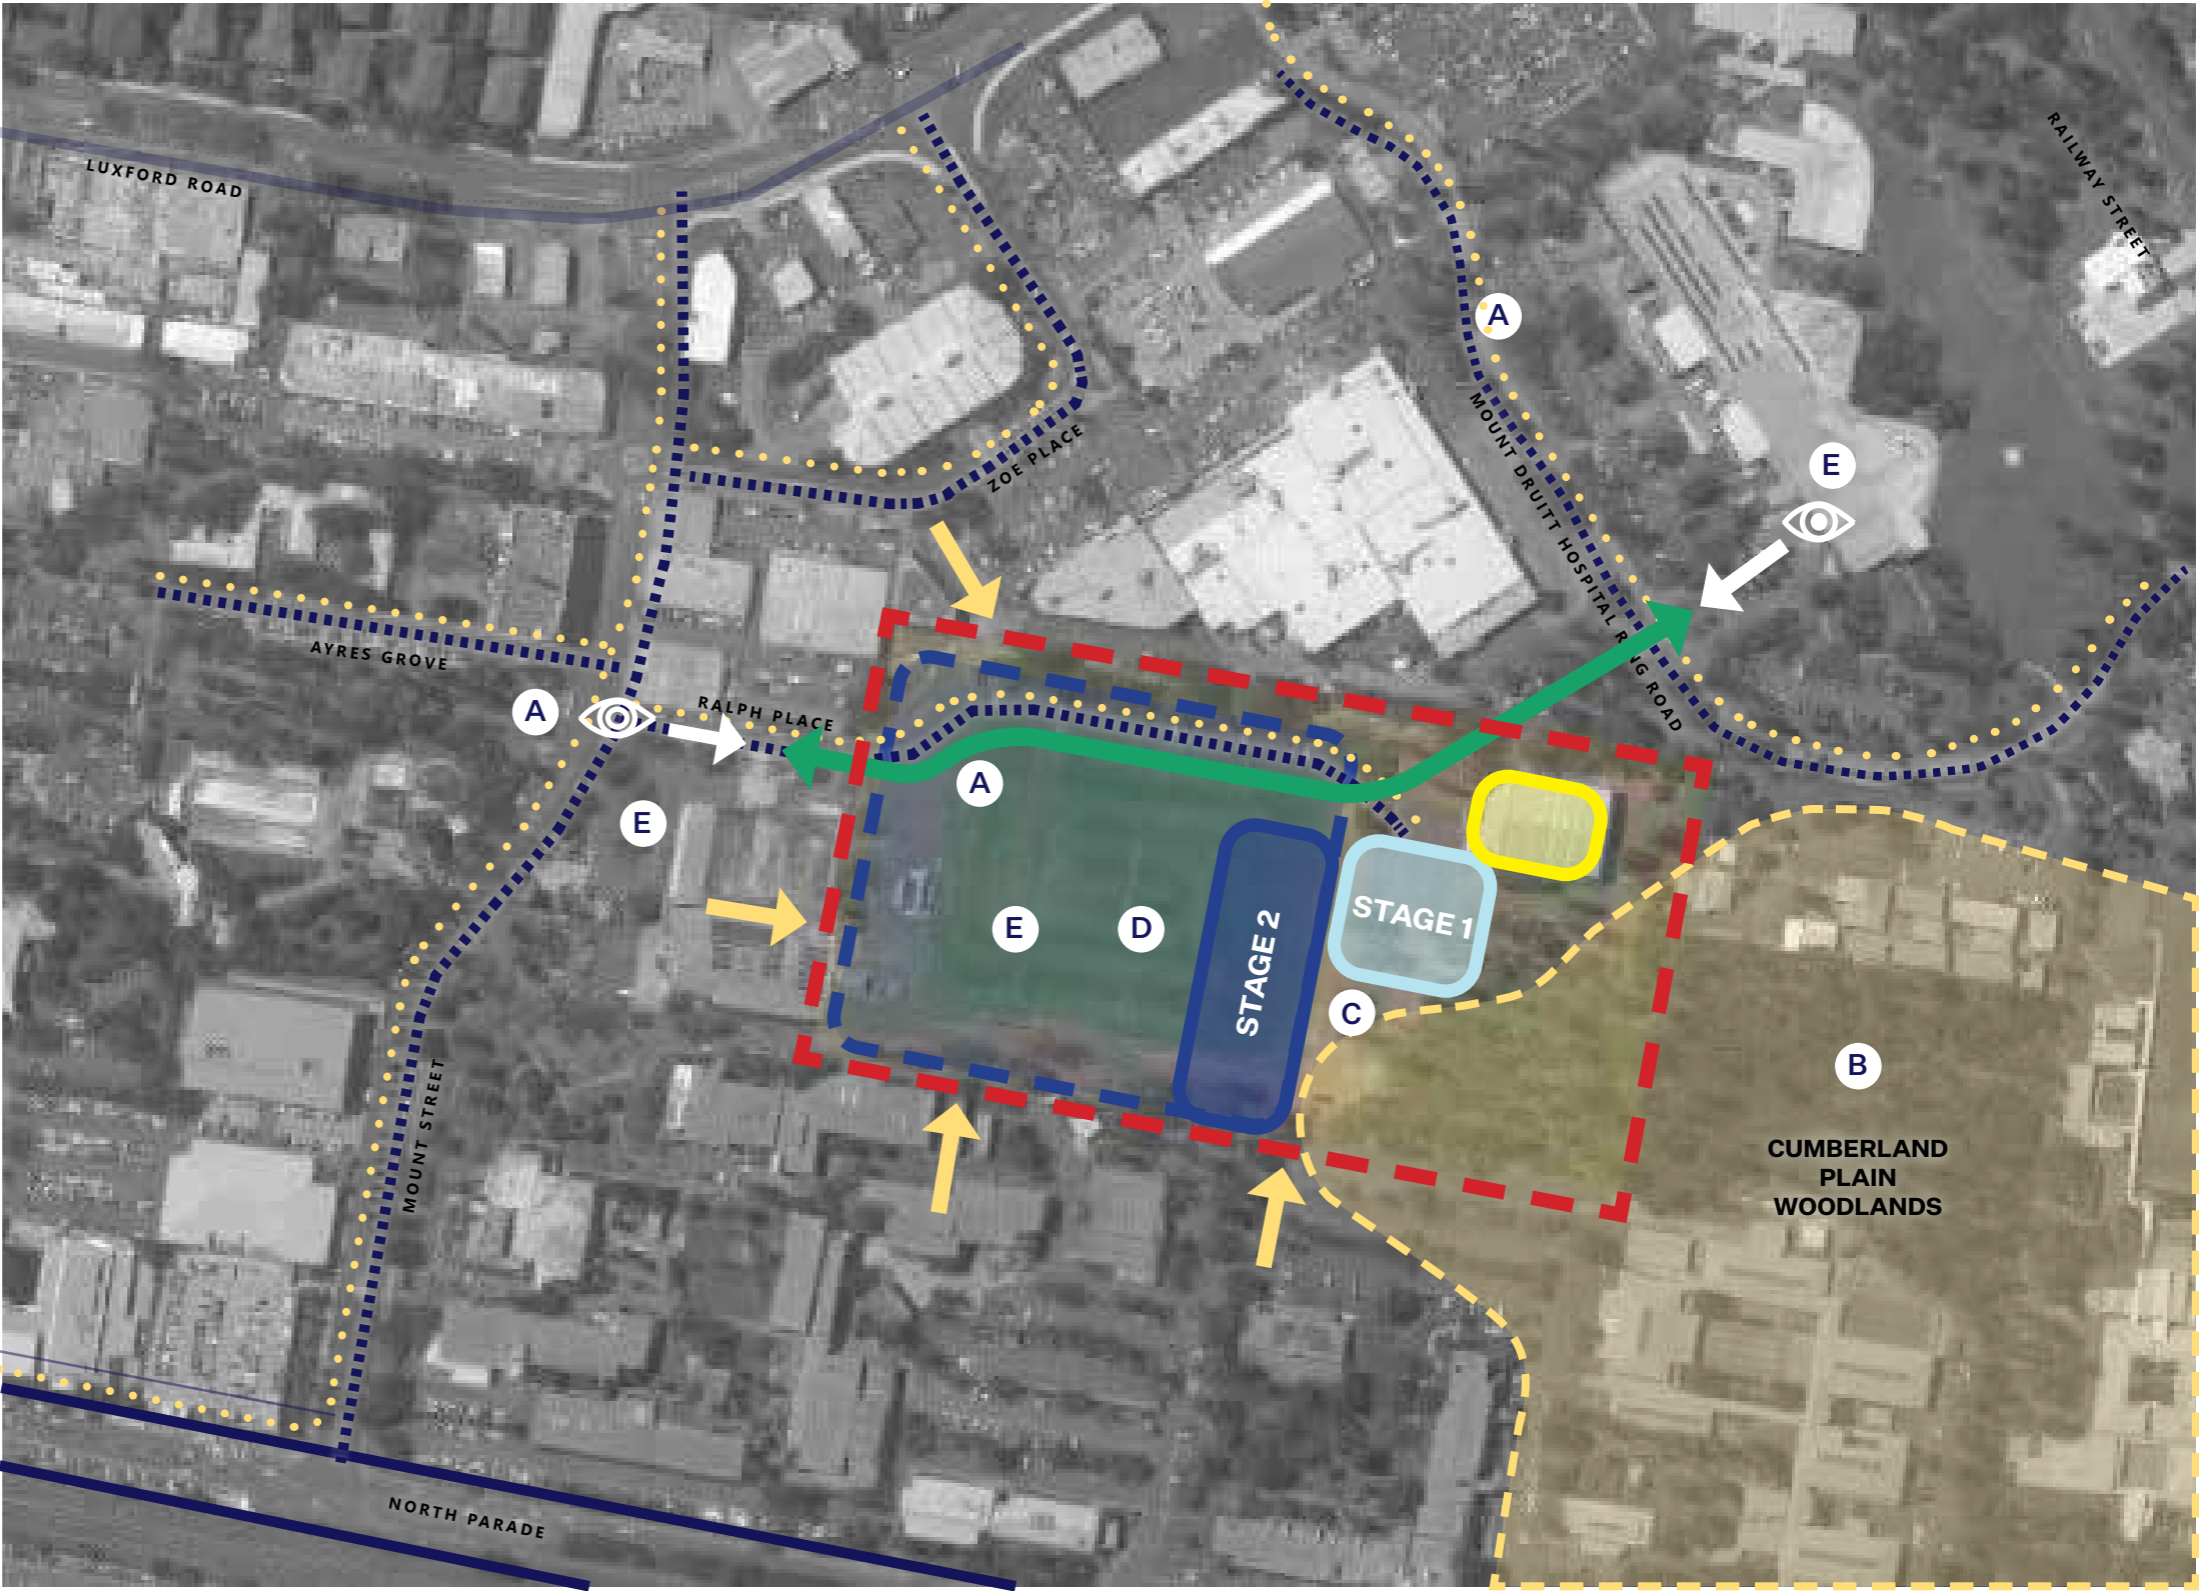 LUXFORD ROAD
RAILWAY STREET
A
MOUNT DRUITT HOSPITAL RING ROAD
ZOE PLACE
E
AYRES GROVE
A
RALPH PLACE
A
E
STAGE 1
E
D
STAGE 2
C
B
CUMBERLAND
PLAIN
WOODLANDS
MOUNT STREET
NORTH PARADE